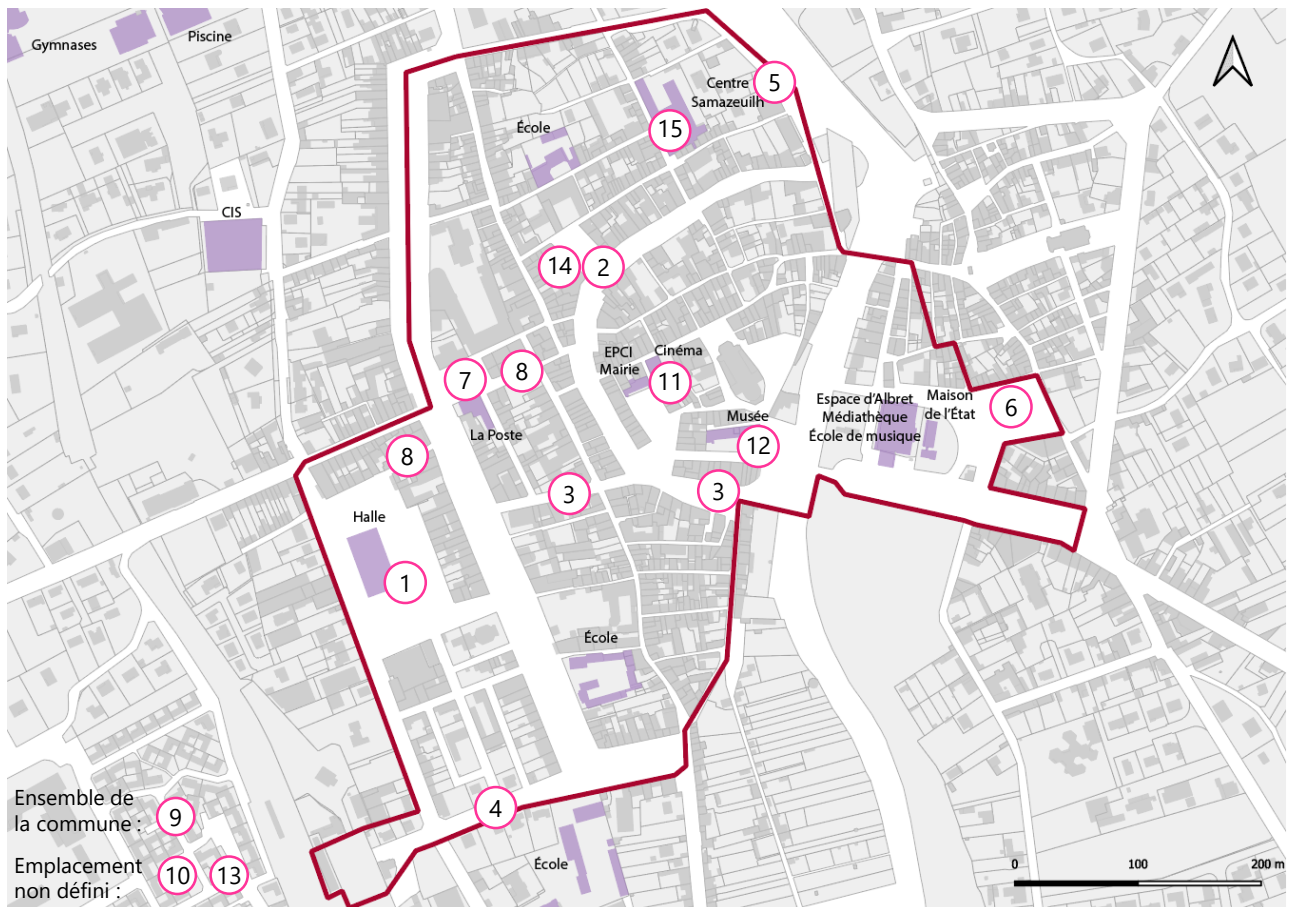 Gymnases
Piscine
Centre
Samazeuilh
5
École
15
CIS
14
2
EPCI
Mairie
Cinéma
7
8
11
La Poste
Musée
12
Espace d'Albret
Médiathèque
École de musique
Maison
de l'État
6
8
3
3
Halle
1
École
4
École
Ensemble de
la commune : 9
Emplacement
non défini : 10 13
0 100 200 m